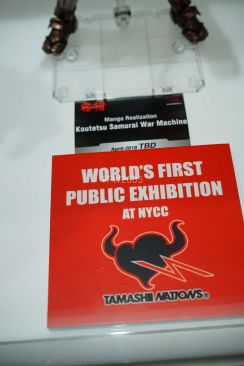 Manga Realization
Koutetsu Samurai War Machine
April-2018 TBD
WORLD'S FIRST
PUBLIC EXHIBITION
AT NYCC
TAMASHII NATIONS®